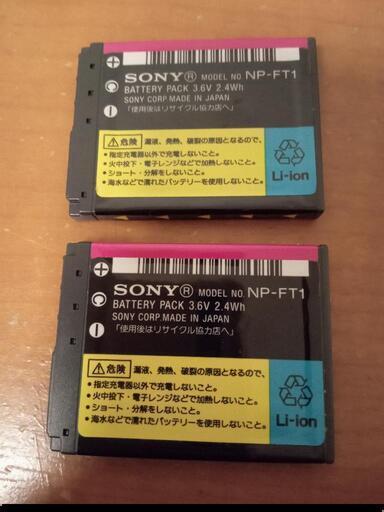 SONY® MODEL NO. NP-FT1
BATTERY PACK 3.6V 2.4Wh
SONY CORP. MADE IN JAPAN
「使用後はリサイクル協力店へ」
⚠危険 漏液、発熱、破裂の原因となるので、
・指定充電器以外で充電しないこと。
・火中投下・電子レンジなどで加熱しないこと。
・ショート・分解をしないこと。
・海水などで濡れたバッテリーを使用しないこと。
Li-ion
SONY® MODEL NO. NP-FT1
BATTERY PACK 3.6V 2.4Wh
SONY CORP. MADE IN JAPAN
「使用後はリサイクル協力店へ」
⚠危険 漏液、発熱、破裂の原因となるので、
・指定充電器以外で充電しないこと。
・火中投下・電子レンジなどで加熱しないこと。
・ショート・分解をしないこと。
・海水などで濡れたバッテリーを使用しないこと。
Li-ion